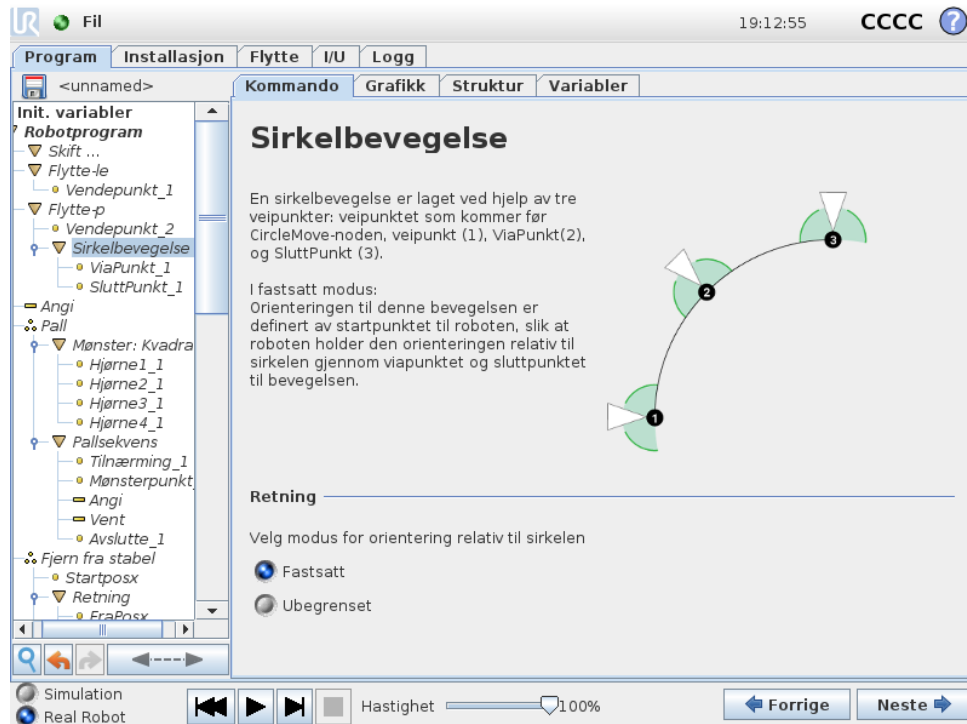 Fil
19:12:55
CCCC
?
Program
Installasjon
Flytte
I/U
Logg
<unnamed>
Kommando
Grafikk
Struktur
Variabler
Init. variabler
Robotprogram
Skift ...
Flytte-le
Vendepunkt_1
Flytte-p
Vendepunkt_2
Sirkelbevegelse
ViaPunkt_1
SluttPunkt_1
Angi
Pall
Mønster: Kvadra
Hjørne1_1
Hjørne2_1
Hjørne3_1
Hjørne4_1
Pallsekvens
Tilnærming_1
Mønsterpunkt_
Angi
Vent
Avslutte_1
Fjern fra stabel
Startposx
Retning
FraPosx
Sirkelbevegelse
En sirkelbevegelse er laget ved hjelp av tre
veipunkter: veipunktet som kommer før
CircleMove-noden, veipunkt (1), ViaPunkt(2),
og SluttPunkt (3).
I fastsatt modus:
Orienteringen til denne bevegelsen er
definert av startpunktet til roboten, slik at
roboten holder den orienteringen relativ til
sirkelen gjennom viapunktet og sluttpunktet
til bevegelsen.
3
2
1
Retning
Velg modus for orientering relativ til sirkelen
Fastsatt
Ubegrenset
Simulation
Real Robot
Hastighet
100%
Forrige
Neste